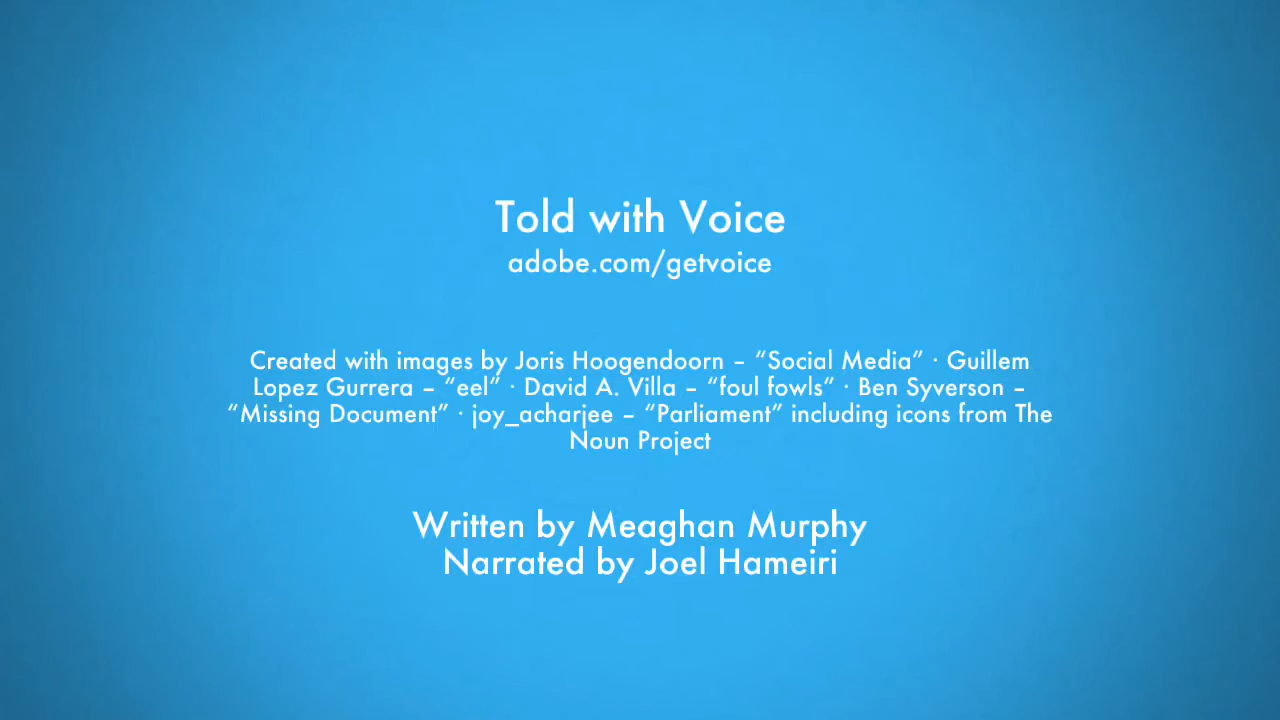 Told with Voice
adobe.com/getvoice
Created with images by Joris Hoogendoorn – “Social Media” · Guillem
Lopez Gurrera – “eel” · David A. Villa – “foul fowls” · Ben Syverson –
“Missing Document” · joy_acharjee – “Parliament” including icons from The
Noun Project
Written by Meaghan Murphy
Narrated by Joel Hameiri